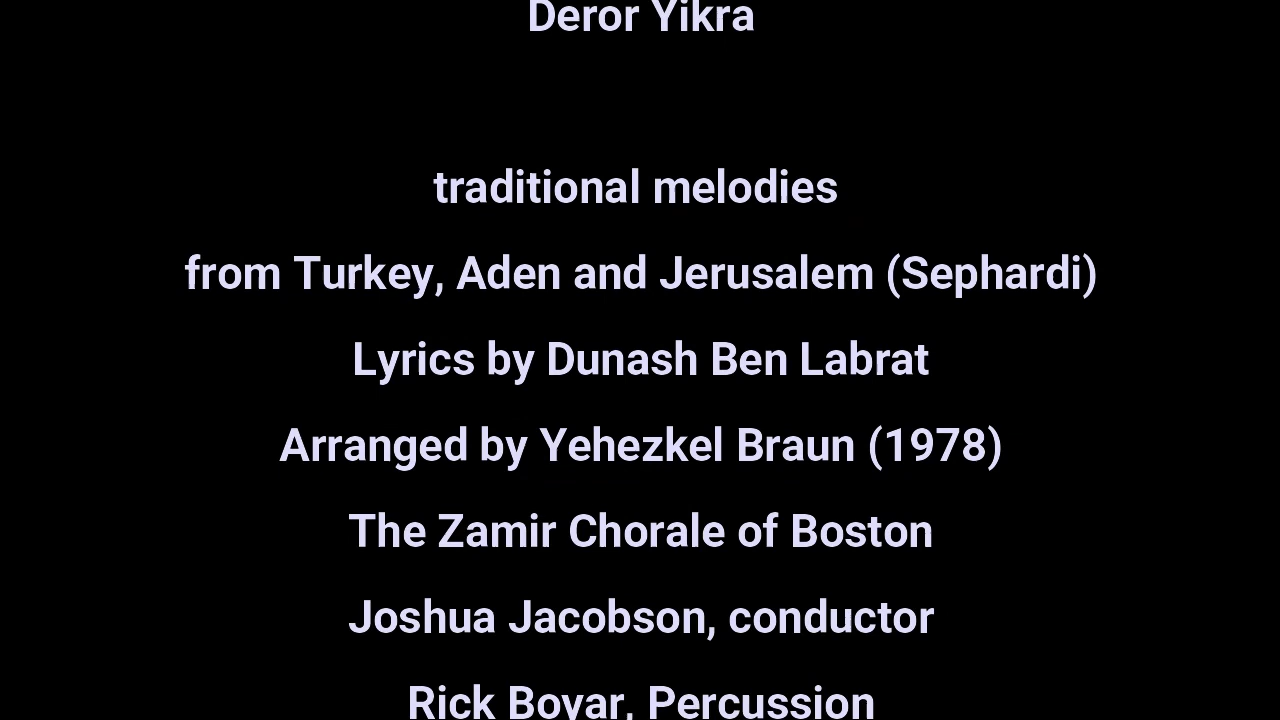 Deror Yikra
traditional melodies
from Turkey, Aden and Jerusalem (Sephardi)
Lyrics by Dunash Ben Labrat
Arranged by Yehezkel Braun (1978)
The Zamir Chorale of Boston
Joshua Jacobson, conductor
Rick Boyar, Percussion